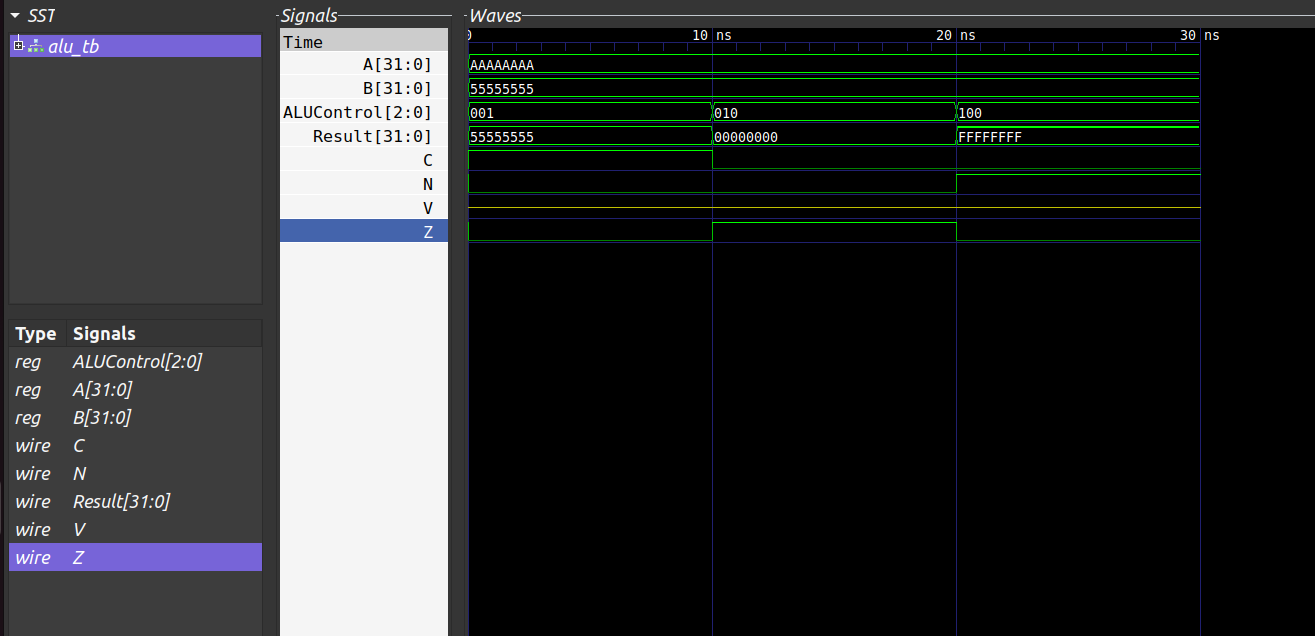 SST
alu_tb
Type Signals
reg ALUControl[2:0]
reg A[31:0]
reg B[31:0]
wire C
wire N
wire Result[31:0]
wire V
wire Z
Signals
Time
A[31:0]
B[31:0]
ALUControl[2:0]
Result[31:0]
C
N
V
Z
Waves
0 10 ns 20 ns 30 ns
AAAAAAAA
55555555
001 010 100
55555555 00000000 FFFFFFFF